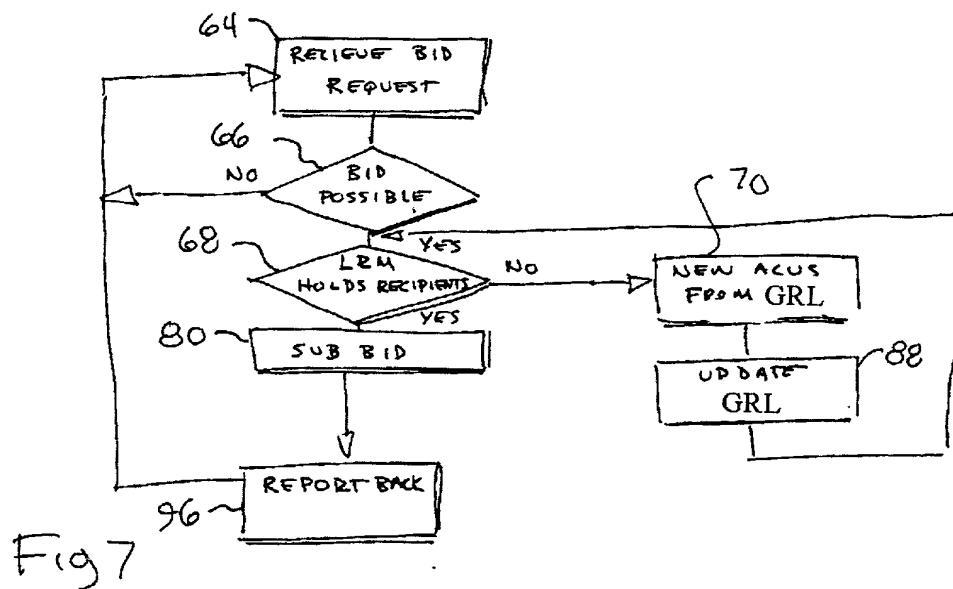 64
RECIEVE BID
REQUEST
66
NO
BID
POSSIBLE
YES
70
68
LRM
HOLDS RECIPIENTS
NO
YES
NEW ACUS
FROM GRL
80
SUB BID
88
UPDATE
GRL
REPORT BACK
96
Fig 7